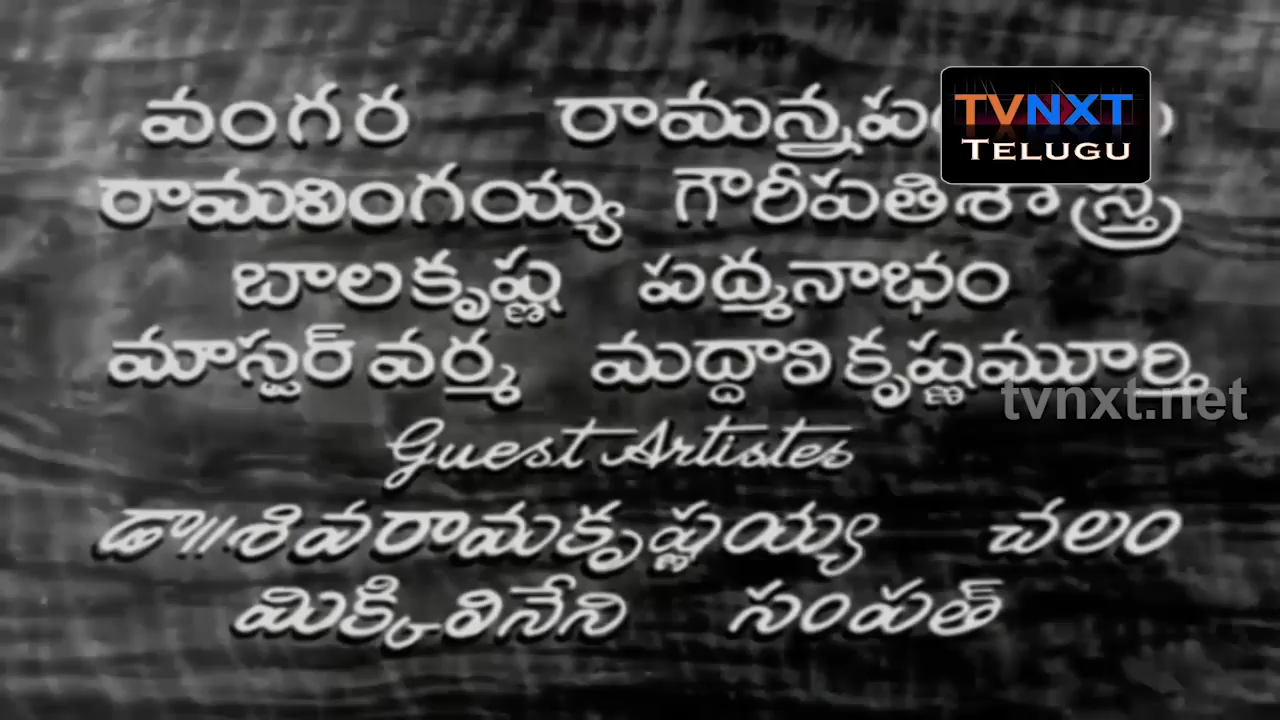 వంగర
TVNXT
TELUGU
రామలింగయ్య గౌరీపతిశాస్త్రి
బాలకృష్ణ పద్మనాభం
మాస్టర్ వర్మ మద్దాలి కృష్ణమూర్తి
tvnxt.net
Guest Artistes
డా॥శివరామకృష్ణయ్య చలం
మిక్కిలినేని సంపత్